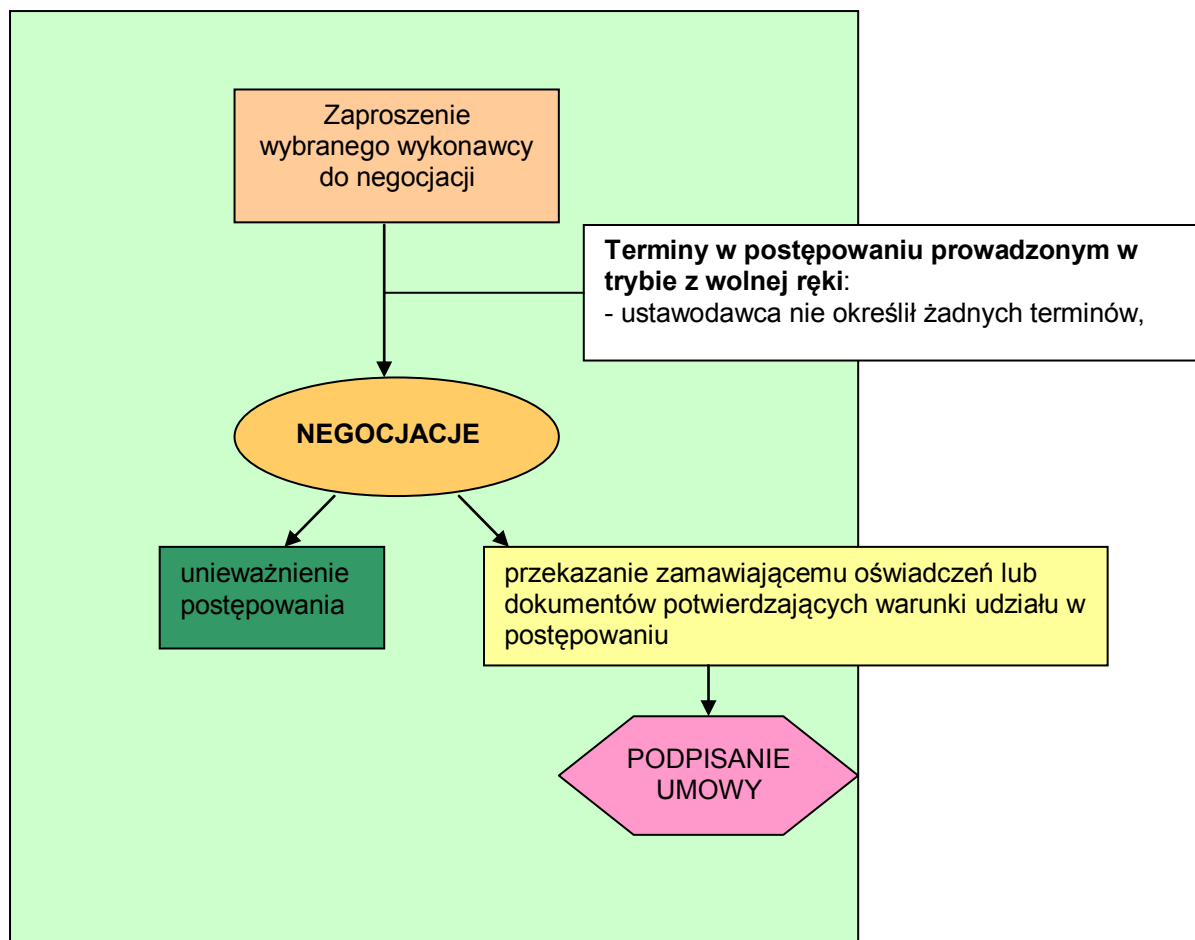 Zaproszenie
wybranego wykonawcy
do negocjacji
Terminy w postępowaniu prowadzonym w
trybie z wolnej ręki:
- ustawodawca nie określił żadnych terminów,
NEGOCJACJE
unieważnienie
postępowania
przekazanie zamawiającemu oświadczeń lub
dokumentów potwierdzających warunki udziału w
postępowaniu
PODPISANIE
UMOWY